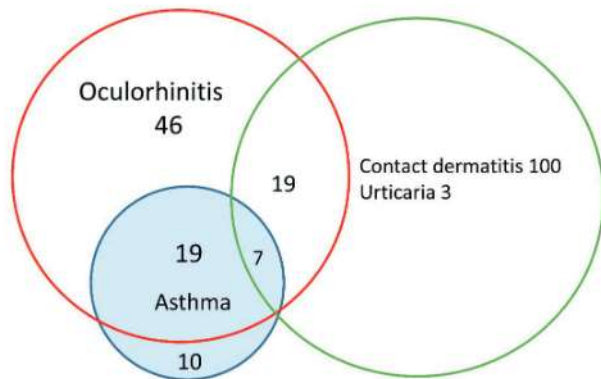 Oculorhinitis
46
Contact dermatitis 100
Urticaria 3
19
19
7
Asthma
10